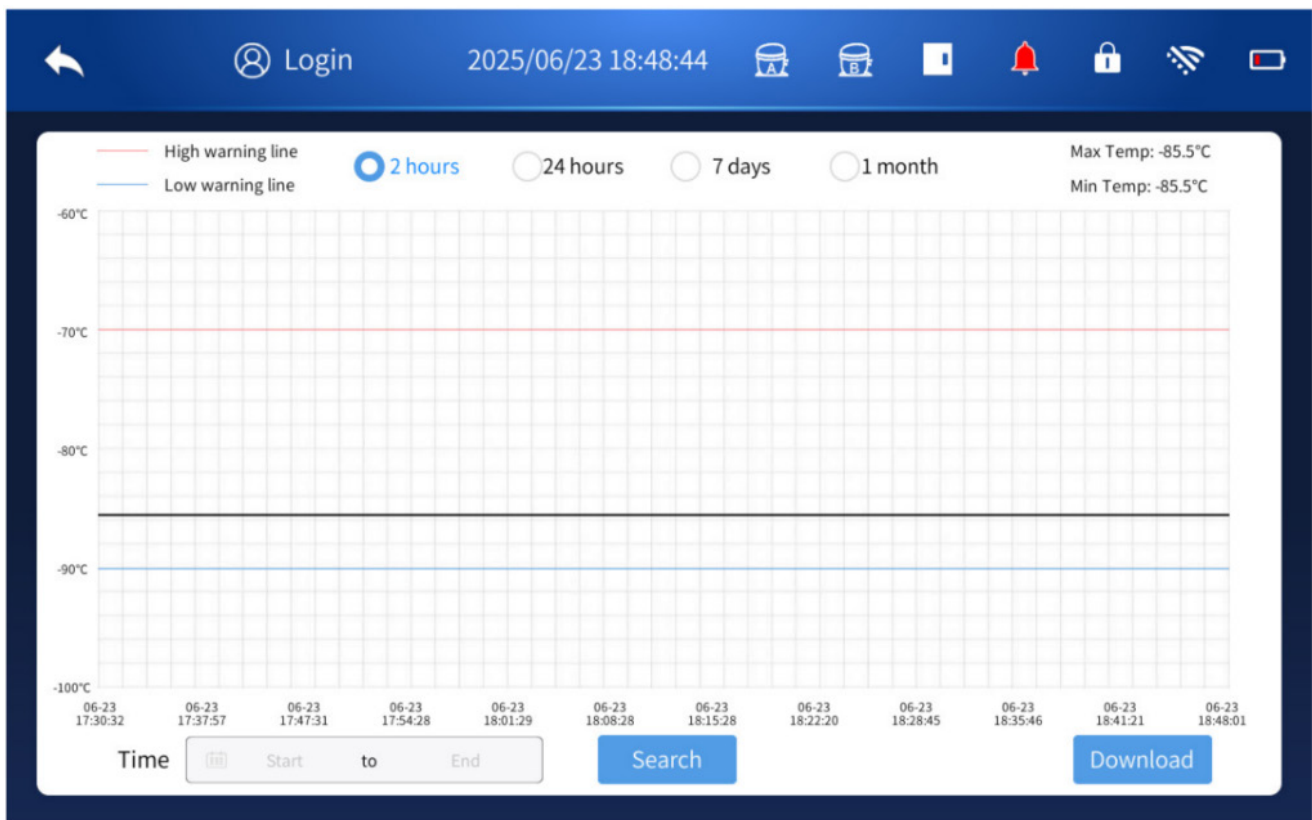 Login
2025/06/23 18:48:44
A
B
High warning line
Low warning line
2 hours
24 hours
7 days
1 month
Max Temp: -85.5°C
Min Temp: -85.5°C
-60°C
-70°C
-80°C
-90°C
-100°C
06-23
17:30:32
06-23
17:37:57
06-23
17:47:31
06-23
17:54:28
06-23
18:01:29
06-23
18:08:28
06-23
18:15:28
06-23
18:22:20
06-23
18:28:45
06-23
18:35:46
06-23
18:41:21
06-23
18:48:01
Time
Start
to
End
Search
Download